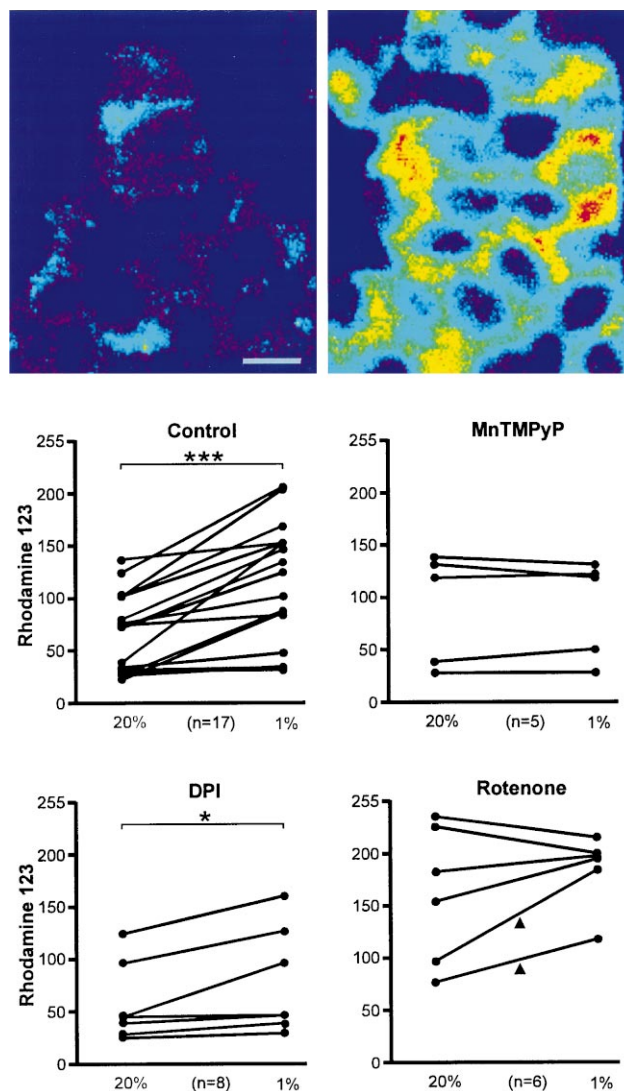 Control
***
255
200
150
100
50
0
Rhodamine 123
20% (n=17) 1%
MnTMPyP
255
200
150
100
50
0
20% (n=5) 1%
DPI
*
255
200
150
100
50
0
Rhodamine 123
20% (n=8) 1%
Rotenone
255
200
150
100
50
0
20% (n=6) 1%